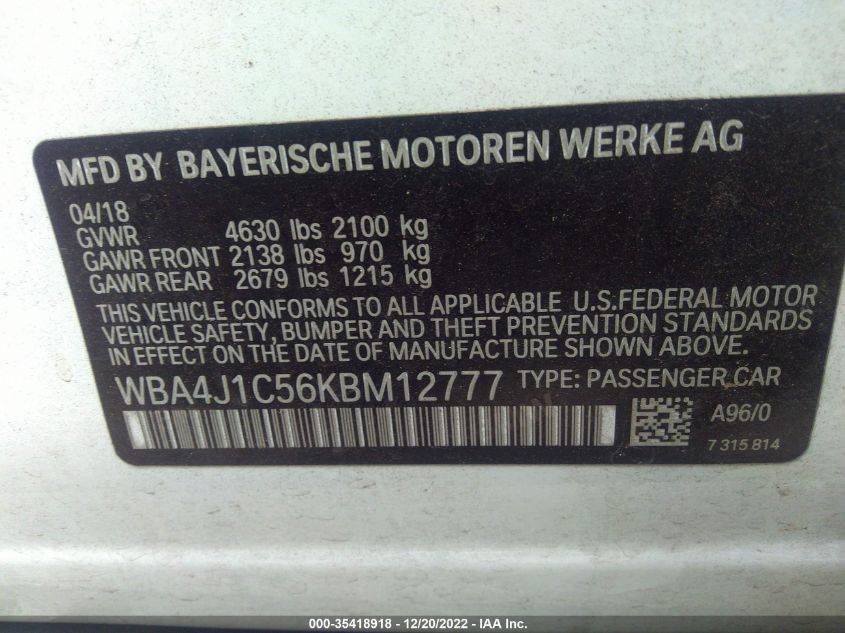 MFD BY BAYERISCHE MOTOREN WERKE AG
04/18
GVWR 4630 lbs 2100 kg
GAWR FRONT 2138 lbs 970 kg
GAWR REAR 2679 lbs 1215 kg
THIS VEHICLE CONFORMS TO ALL APPLICABLE U.S.FEDERAL MOTOR
VEHICLE SAFETY, BUMPER AND THEFT PREVENTION STANDARDS
IN EFFECT ON THE DATE OF MANUFACTURE SHOWN ABOVE.
WBA4J1C56KBM12777 TYPE: PASSENGER CAR
A96/0
7 315 814
000-35418918 - 12/20/2022 - IAA Inc.